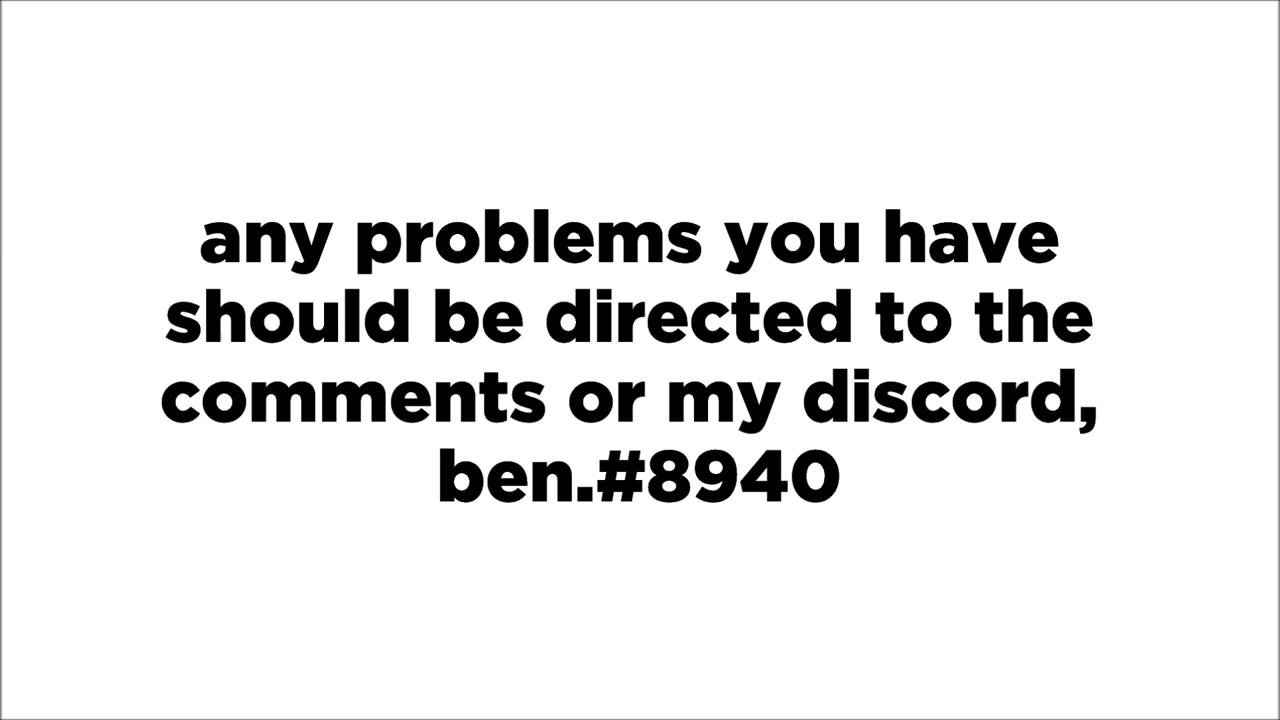 any problems you have
should be directed to the
comments or my discord,
ben.#8940